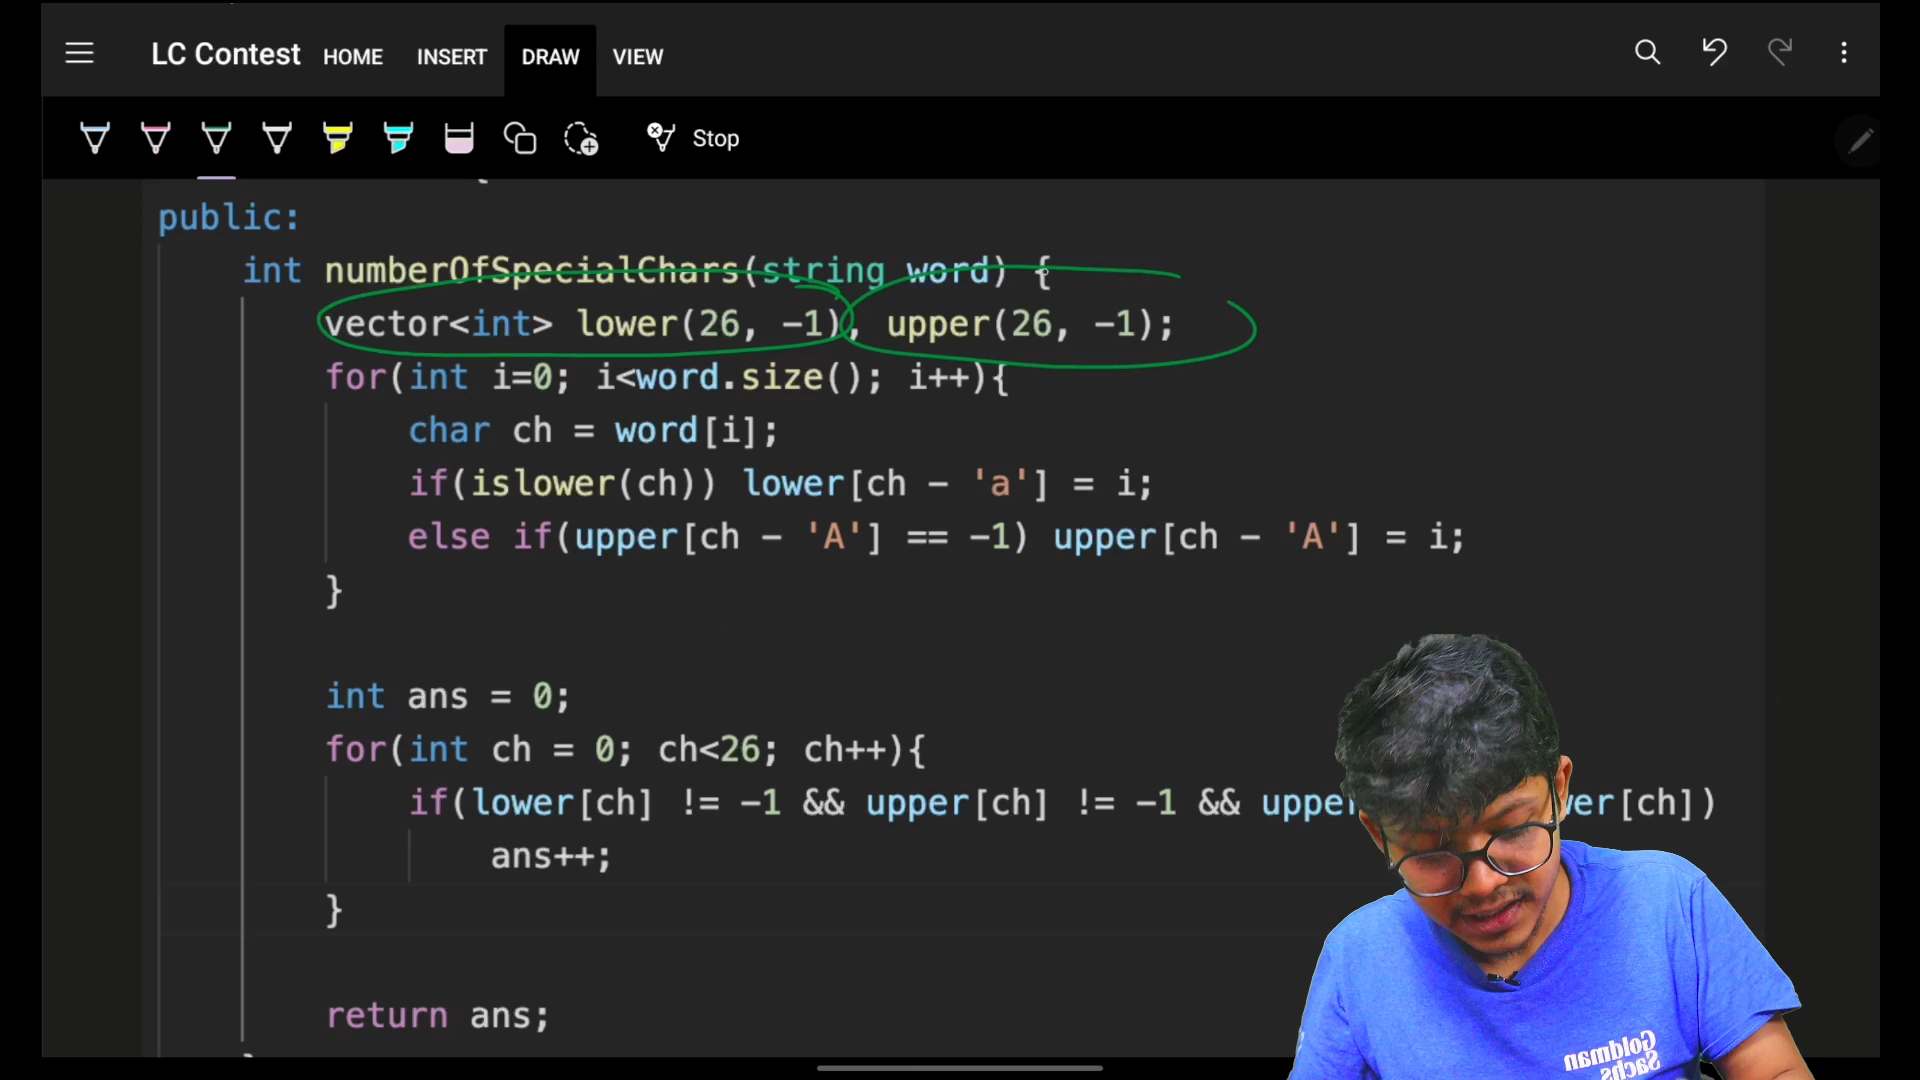 LC Contest HOME INSERT DRAW VIEW
Stop
{
public:
int numberOfSpecialChars(string word) {
vector<int> lower(26, -1), upper(26, -1);
for(int i=0; i<word.size(); i++){
char ch = word[i];
if(islower(ch)) lower[ch - 'a'] = i;
else if(upper[ch - 'A'] == -1) upper[ch - 'A'] = i;
}
int ans = 0;
for(int ch = 0; ch<26; ch++){
if(lower[ch] != -1 && upper[ch] != -1 && upper wer[ch])
ans++;
}
return ans;
Goldman
Sachs